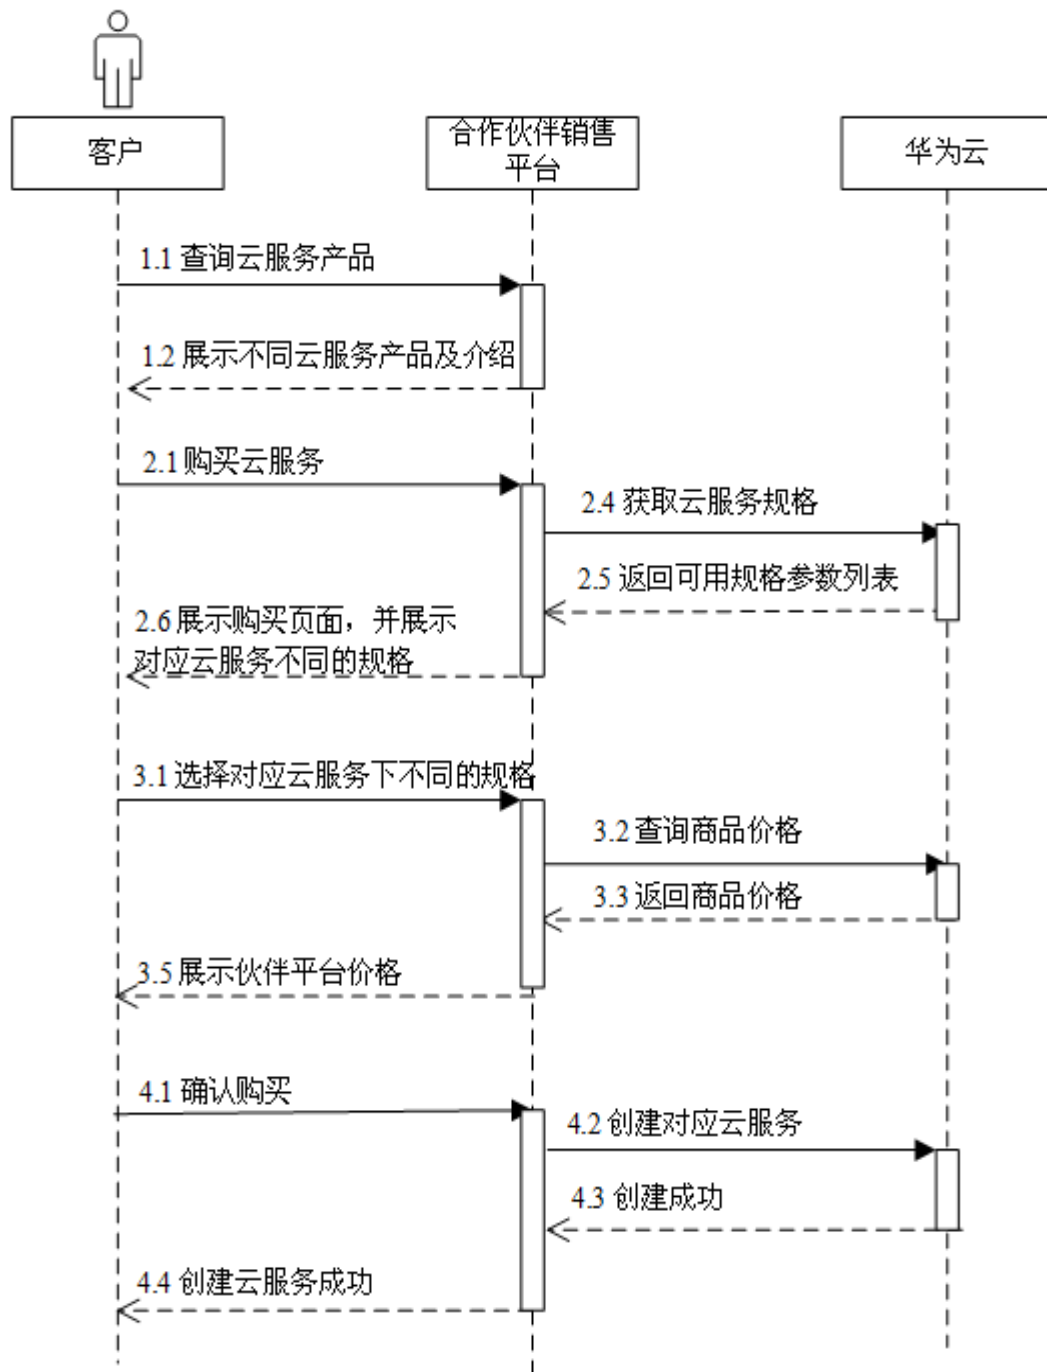 客户
合作伙伴销售
平台
华为云
1.1 查询云服务产品
1.2 展示不同云服务产品及介绍
2.1 购买云服务
2.4 获取云服务规格
2.5 返回可用规格参数列表
2.6 展示购买页面，并展示
对应云服务不同的规格
3.1 选择对应云服务下不同的规格
3.2 查询商品价格
3.3 返回商品价格
3.5 展示伙伴平台价格
4.1 确认购买
4.2 创建对应云服务
4.3 创建成功
4.4 创建云服务成功